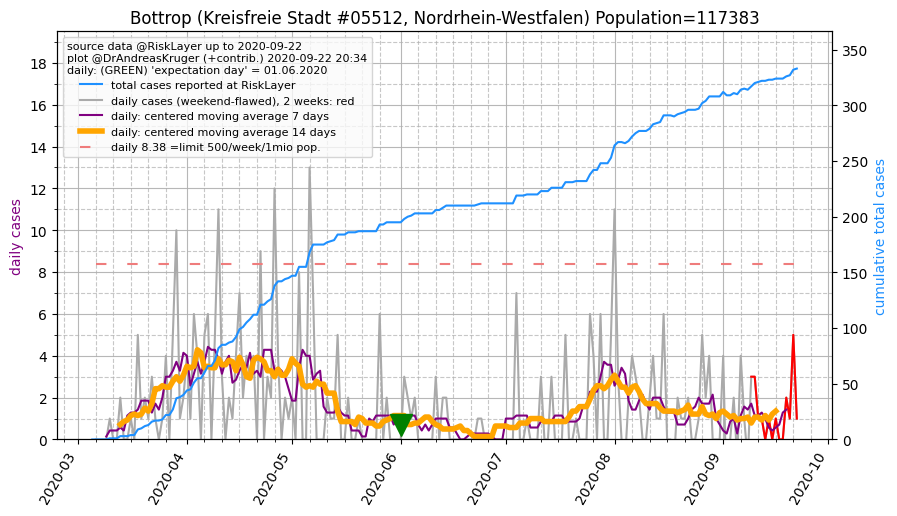 Bottrop (Kreisfreie Stadt #05512, Nordrhein-Westfalen) Population=117383
source data @RiskLayer up to 2020-09-22
plot @DrAndreasKruger (+contrib.) 2020-09-22 20:34
daily: (GREEN) 'expectation day' = 01.06.2020
total cases reported at RiskLayer
daily cases (weekend-flawed), 2 weeks: red
daily: centered moving average 7 days
daily: centered moving average 14 days
daily 8.38 =limit 500/week/1mio pop.
daily cases
18
16
14
12
10
8
6
4
2
0
350
300
250
200
150
100
50
0
cumulative total cases
2020-03
2020-04
2020-05
2020-06
2020-07
2020-08
2020-09
2020-10